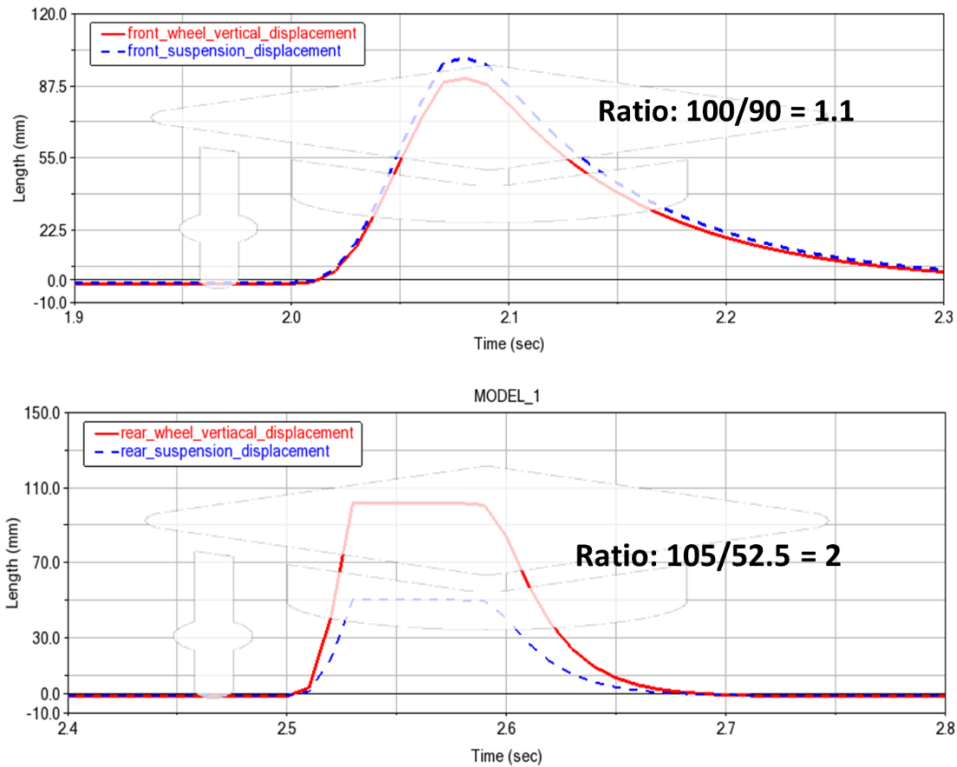 120.0
front_wheel_vertical_displacement
front_suspension_displacement
87.5
Ratio: 100/90 = 1.1
Length (mm)
55.0
22.5
0.0
-10.0
1.9 2.0 2.1 2.2 2.3
Time (sec)
MODEL_1
150.0
rear_wheel_vertiacal_displacement
rear_suspension_displacement
110.0
Ratio: 105/52.5 = 2
Length (mm)
70.0
30.0
0.0
-10.0
2.4 2.5 2.6 2.7 2.8
Time (sec)